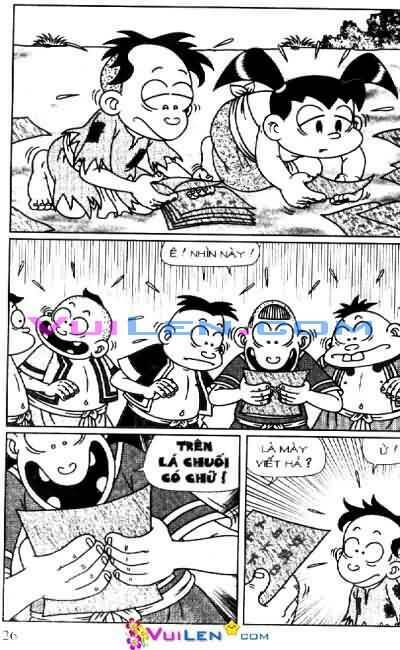 Ê! NHÌN NÀY!
VUILEN.COM
TRÊN
LÁ CHUỐI
CÓ CHỮ!
LÀ MÀY
VIẾT HẢ?
Ừ!
26
VUILEN.COM